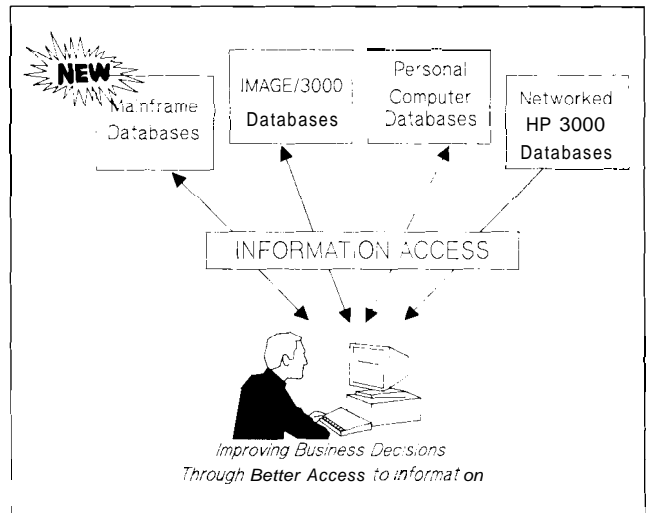 NEW
Mainframe
Databases
IMAGE/3000
Databases
Personal
Computer
Databases
Networked
HP 3000
Databases
INFORMATION ACCESS
Improving Business Decisions
Through Better Access to Information